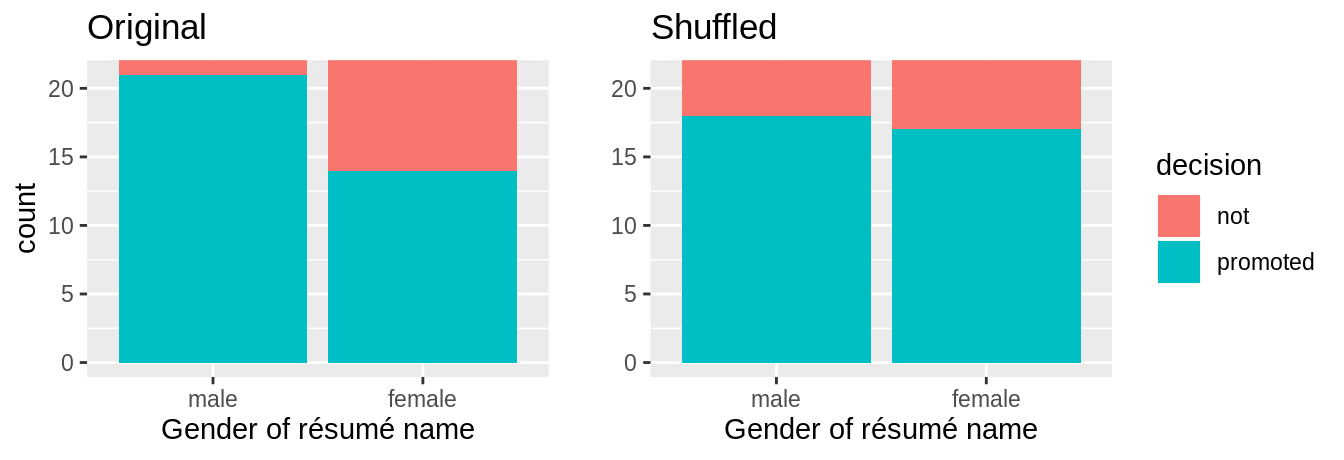 Original
Shuffled
count
20
15
10
5
0
male
female
Gender of résumé name
20
15
10
5
0
male
female
Gender of résumé name
decision
not
promoted